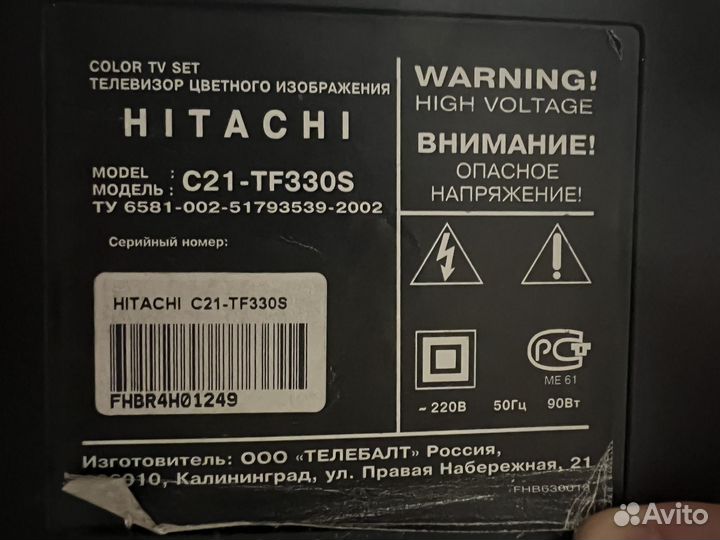 COLOR TV SET
ТЕЛЕВИЗОР ЦВЕТНОГО ИЗОБРАЖЕНИЯ
HITACHI
MODEL :
МОДЕЛЬ : C21-TF330S
ТУ 6581-002-51793539-2002
Серийный номер:
HITACHI C21-TF330S
FHBR4H01249
WARNING!
HIGH VOLTAGE
ВНИМАНИЕ!
ОПАСНОЕ
НАПРЯЖЕНИЕ!
РСТ
ME 61
~ 220В 50Гц 90Вт
Изготовитель: ООО «ТЕЛЕБАЛТ» Россия,
Калининград, ул. Правая Набережная, 21
Avito